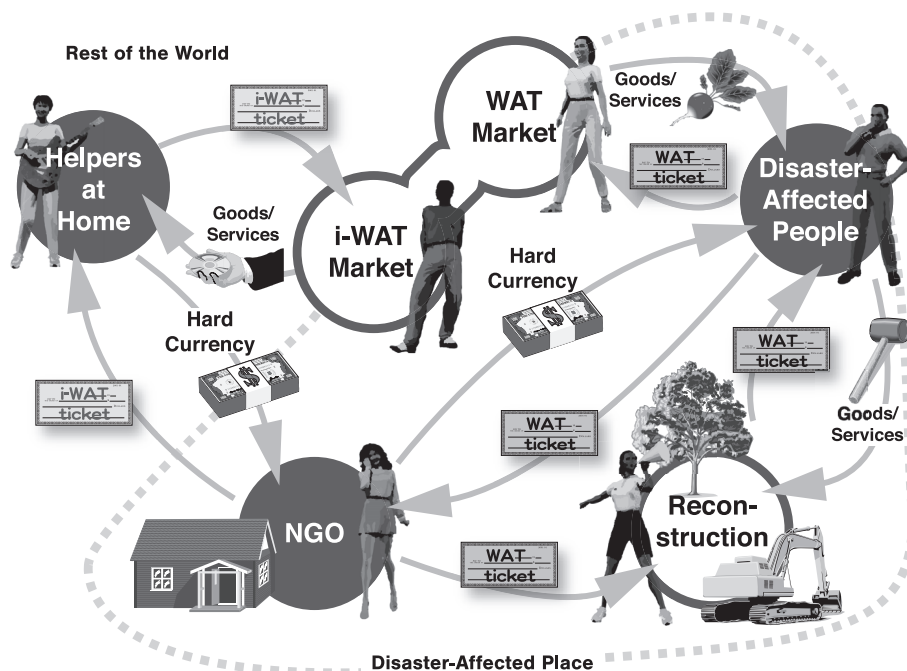 Rest of the World
i-WAT
ticket
Helpers
at
Home
WAT
Market
Goods/
Services
WAT
ticket
Disaster-
Affected
People
Goods/
Services
i-WAT
Market
Hard
Currency
Hard
Currency
WAT
ticket
i-WAT
ticket
WAT
ticket
Goods/
Services
NGO
WAT
ticket
Recon-
struction
Disaster-Affected Place